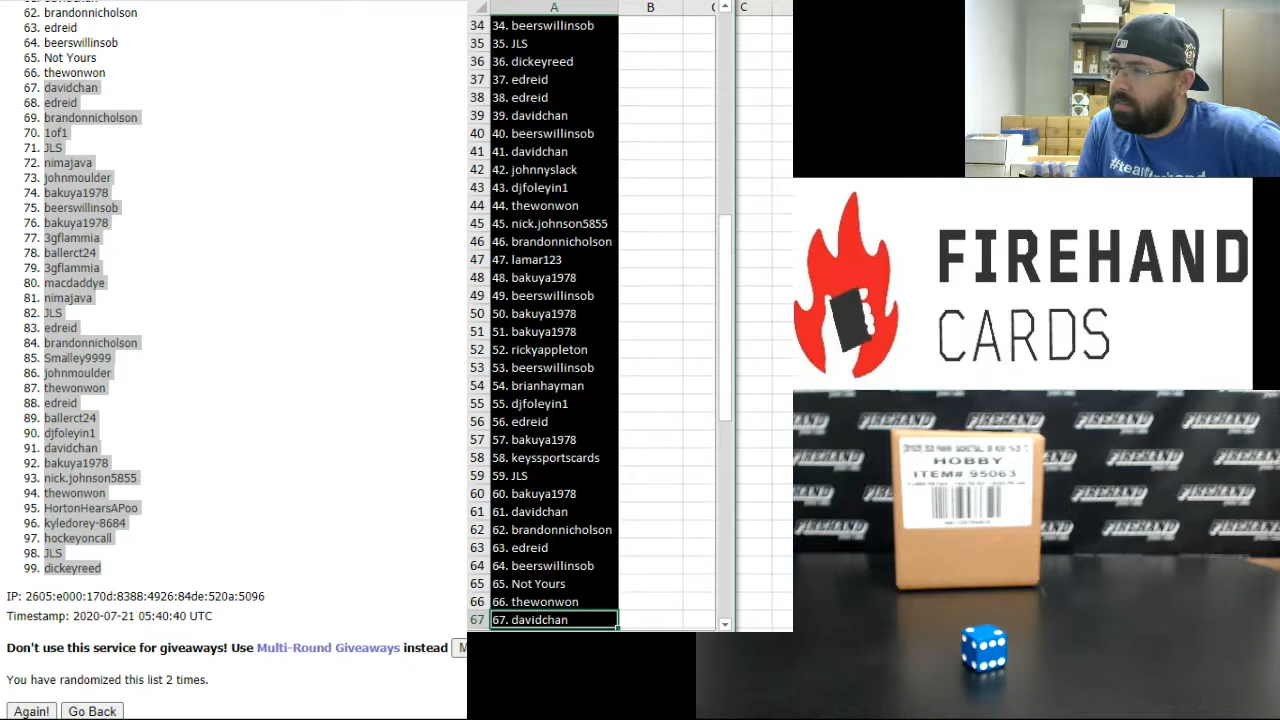 62. brandonnicholson
63. edreid
64. beerswillinsob
65. Not Yours
66. thewonwon
67. davidchan
68. edreid
69. brandonnicholson
70. 1of1
71. JLS
72. nimajava
73. johnmoulder
74. bakuya1978
75. beerswillinsob
76. bakuya1978
77. 3gflammia
78. ballerct24
79. 3gflammia
80. macdaddye
81. nimajava
82. JLS
83. edreid
84. brandonnicholson
85. Smalley9999
86. johnmoulder
87. thewonwon
88. edreid
89. ballerct24
90. djfoleyin1
91. davidchan
92. bakuya1978
93. nick.johnson5855
94. thewonwon
95. HortonHearsAPoo
96. kyledorey-8684
97. hockeyoncall
98. JLS
99. dickeyreed
IP: 2605:e000:170d:8388:4926:84de:520a:5096
Timestamp: 2020-07-21 05:40:40 UTC
Don't use this service for giveaways! Use Multi-Round Giveaways instead
You have randomized this list 2 times.
Again! Go Back
A B C C
34 34. beerswillinsob
35 35. JLS
36 36. dickeyreed
37 37. edreid
38 38. edreid
39 39. davidchan
40 40. beerswillinsob
41 41. davidchan
42 42. johnnyslack
43 43. djfoleyin1
44 44. thewonwon
45 45. nick.johnson5855
46 46. brandonnicholson
47 47. lamar123
48 48. bakuya1978
49 49. beerswillinsob
50 50. bakuya1978
51 51. bakuya1978
52 52. rickyappleton
53 53. beerswillinsob
54 54. brianhayman
55 55. djfoleyin1
56 56. edreid
57 57. bakuya1978
58 58. keyssportscards
59 59. JLS
60 60. bakuya1978
61 61. davidchan
62 62. brandonnicholson
63 63. edreid
64 64. beerswillinsob
65 65. Not Yours
66 66. thewonwon
67 67. davidchan
FIREHAND
CARDS
HOBBY
ITEM# 95063
FIREHAND